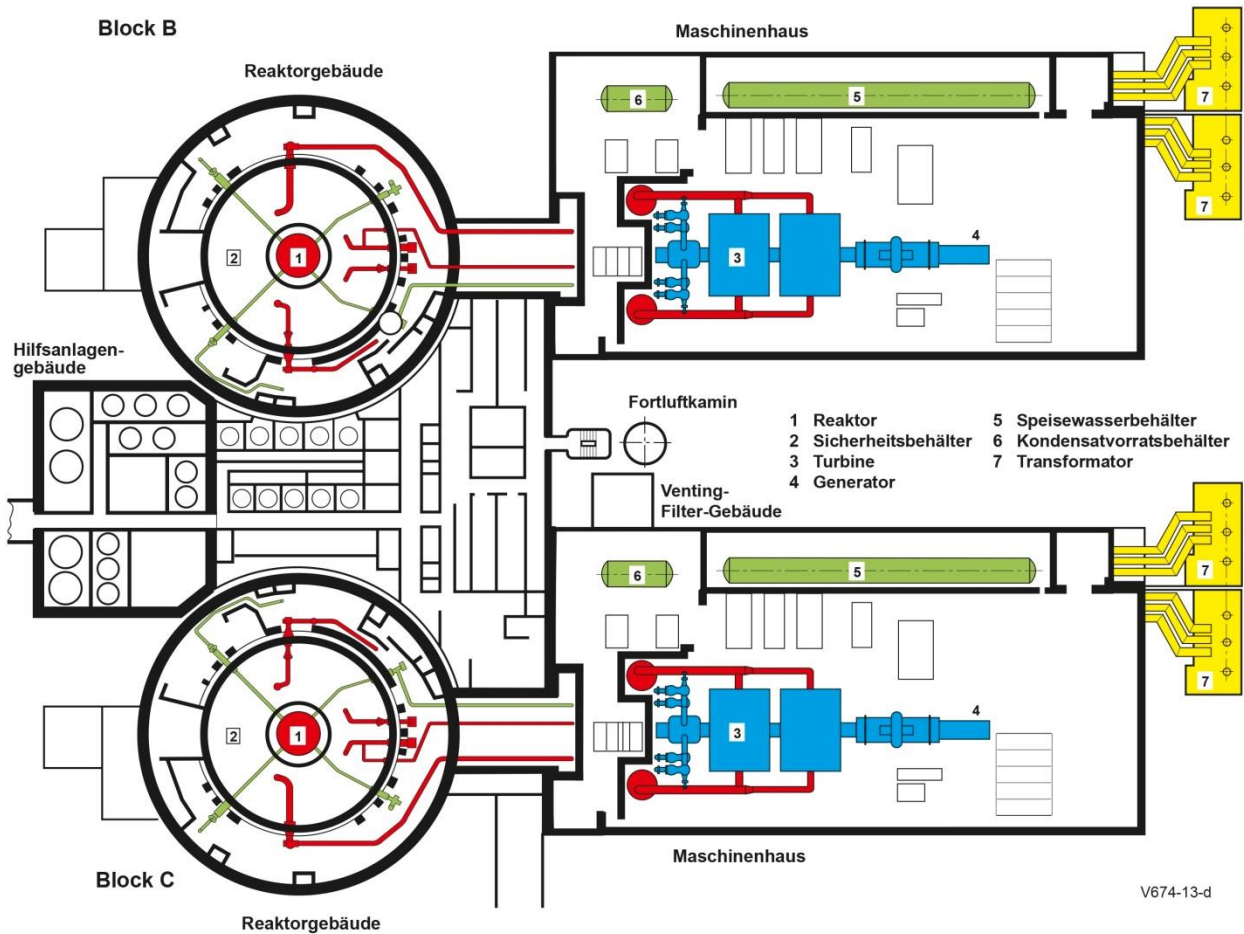 Block B
Maschinenhaus
Reaktorgebäude
6
5
7
7
4
2
1
3
Hilfsanlagen-
gebäude
Fortluftkamin
1 Reaktor
2 Sicherheitsbehälter
3 Turbine
4 Generator
5 Speisewasserbehälter
6 Kondensatvorratsbehälter
7 Transformator
Venting-
Filter-Gebäude
6
5
7
7
4
2
1
3
Maschinenhaus
Block C
V674-13-d
Reaktorgebäude